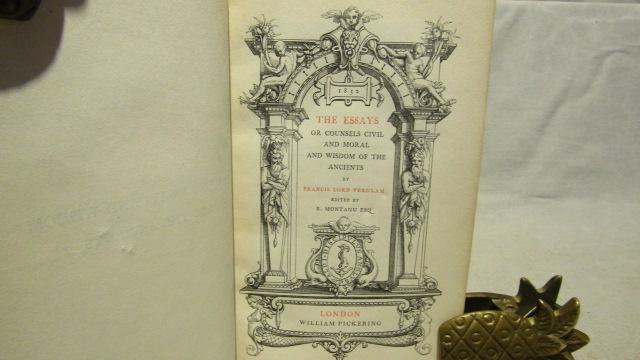 1852
THE ESSAYS
OR COUNSELS CIVIL
AND MORAL
AND WISDOM OF THE
ANCIENTS
BY
FRANCIS LORD VERULAM
EDITED BY
B. MONTAGU ESQ
LONDON
WILLIAM PICKERING